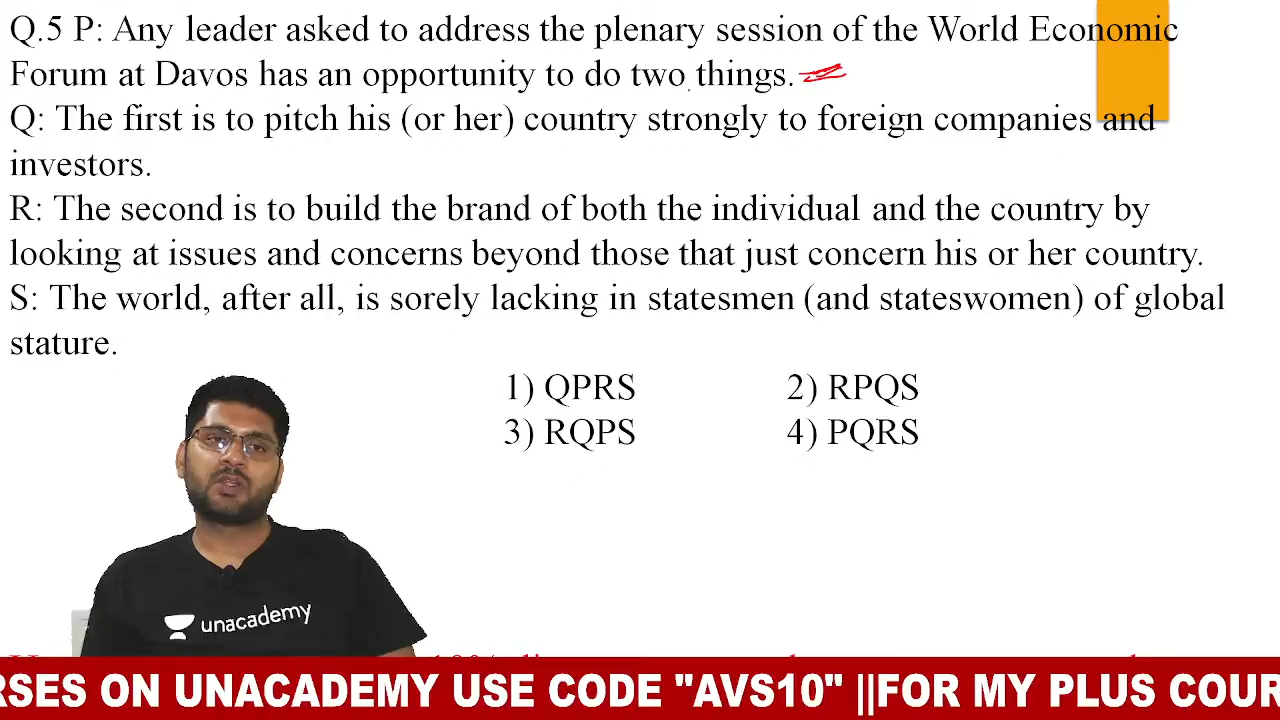 Q.5 P: Any leader asked to address the plenary session of the World Economic
Forum at Davos has an opportunity to do two things.
Q: The first is to pitch his (or her) country strongly to foreign companies and
investors.
R: The second is to build the brand of both the individual and the country by
looking at issues and concerns beyond those that just concern his or her country.
S: The world, after all, is sorely lacking in statesmen (and stateswomen) of global
stature.
1) QPRS 2) RPQS
3) RQPS 4) PQRS
unacademy
RSES ON UNACADEMY USE CODE "AVS10" ||FOR MY PLUS COUR